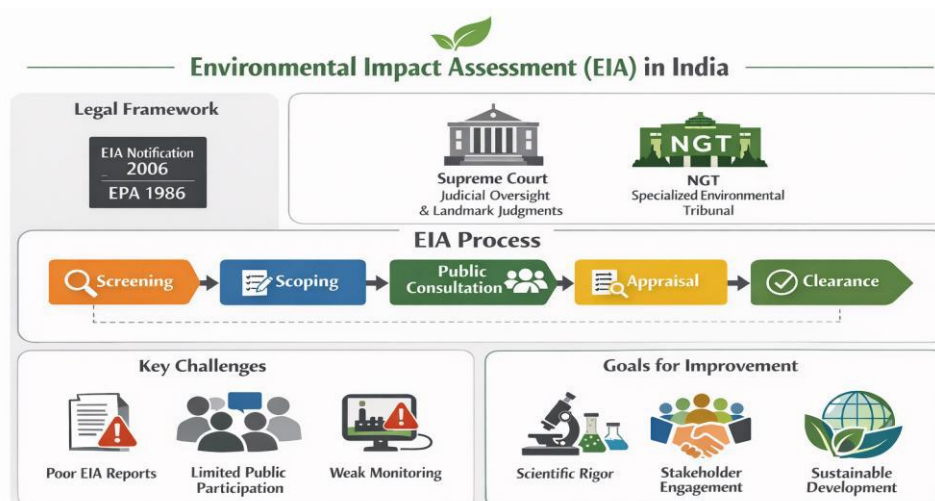 Environmental Impact Assessment (EIA) in India
Legal Framework
EIA Notification
2006
EPA 1986
Supreme Court
Judicial Oversight
& Landmark Judgments
NGT
NGT
Specialized Environmental
Tribunal
EIA Process
Screening
Scoping
Public
Consultation
Appraisal
Clearance
Key Challenges
Poor EIA Reports
Limited Public
Participation
Weak Monitoring
Goals for Improvement
Scientific Rigor
Stakeholder
Engagement
Sustainable
Development